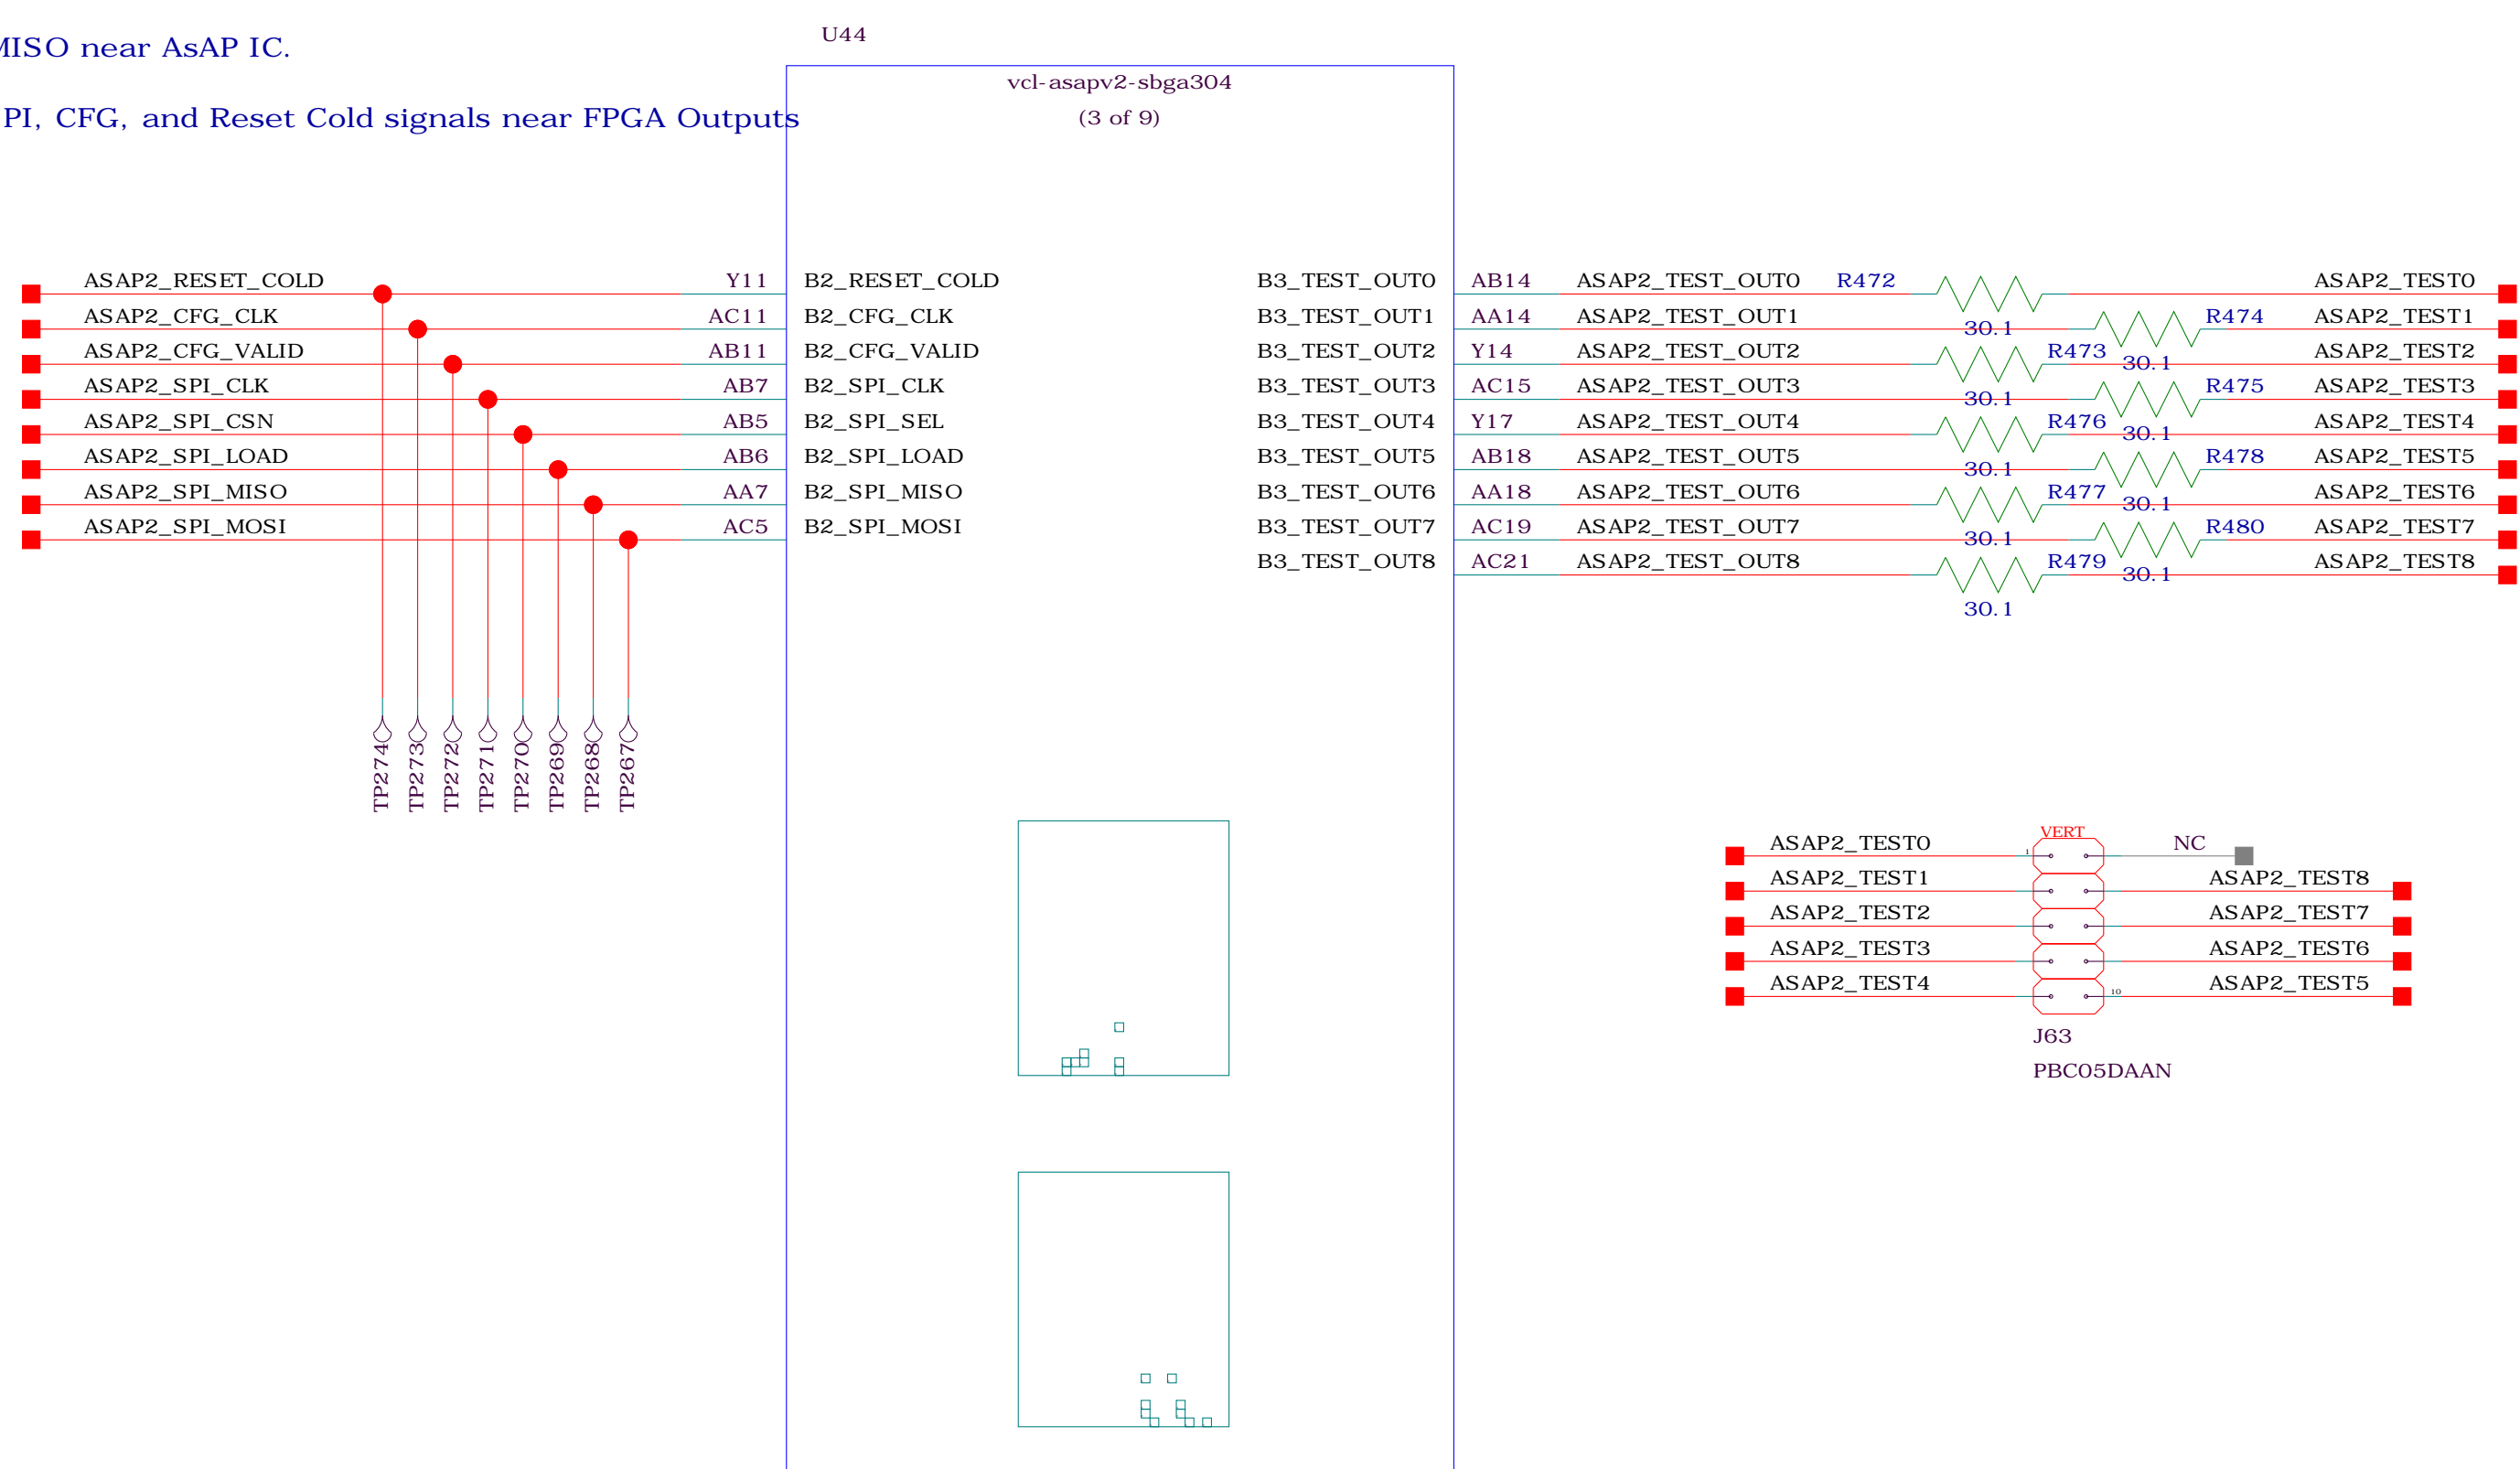 U44
MISO near AsAP IC.
vcl-asapv2-sbga304
PI, CFG, and Reset Cold signals near FPGA Outputs
(3 of 9)
ASAP2_RESET_COLD Y11 B2_RESET_COLD B3_TEST_OUT0 AB14 ASAP2_TEST_OUT0 R472 ASAP2_TEST0
ASAP2_CFG_CLK AC11 B2_CFG_CLK B3_TEST_OUT1 AA14 ASAP2_TEST_OUT1 30.1 R474 ASAP2_TEST1
ASAP2_CFG_VALID AB11 B2_CFG_VALID B3_TEST_OUT2 Y14 ASAP2_TEST_OUT2 R473 30.1 ASAP2_TEST2
ASAP2_SPI_CLK AB7 B2_SPI_CLK B3_TEST_OUT3 AC15 ASAP2_TEST_OUT3 30.1 R475 ASAP2_TEST3
ASAP2_SPI_CSN AB5 B2_SPI_SEL B3_TEST_OUT4 Y17 ASAP2_TEST_OUT4 R476 30.1 ASAP2_TEST4
ASAP2_SPI_LOAD AB6 B2_SPI_LOAD B3_TEST_OUT5 AB18 ASAP2_TEST_OUT5 30.1 R478 ASAP2_TEST5
ASAP2_SPI_MISO AA7 B2_SPI_MISO B3_TEST_OUT6 AA18 ASAP2_TEST_OUT6 R477 30.1 ASAP2_TEST6
ASAP2_SPI_MOSI AC5 B2_SPI_MOSI B3_TEST_OUT7 AC19 ASAP2_TEST_OUT7 30.1 R480 ASAP2_TEST7
B3_TEST_OUT8 AC21 ASAP2_TEST_OUT8 R479 30.1 ASAP2_TEST8
30.1
TP274 TP273 TP272 TP271 TP270 TP269 TP268 TP267
VERT
ASAP2_TEST0 1 NC
ASAP2_TEST1 ASAP2_TEST8
ASAP2_TEST2 ASAP2_TEST7
ASAP2_TEST3 ASAP2_TEST6
ASAP2_TEST4 10 ASAP2_TEST5
J63
PBC05DAAN